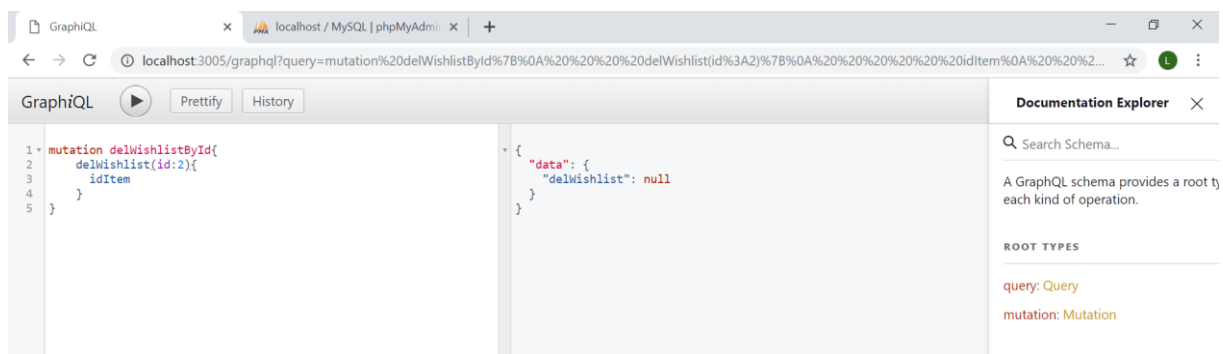 GraphiQL
localhost / MySQL | phpMyAdmi
localhost:3005/graphql?query=mutation%20delWishlistById%7B%0A%20%20%20%20delWishlist(id%3A2)%7B%0A%20%20%20%20%20%20idItem%0A%20%20%2...
L
GraphiQL
Prettify
History
Documentation Explorer
1 mutation delWishlistById{
2 delWishlist(id:2){
3 idItem
4 }
5 }
{
"data": {
"delWishlist": null
}
}
Search Schema...
A GraphQL schema provides a root ty
each kind of operation.
ROOT TYPES
query: Query
mutation: Mutation